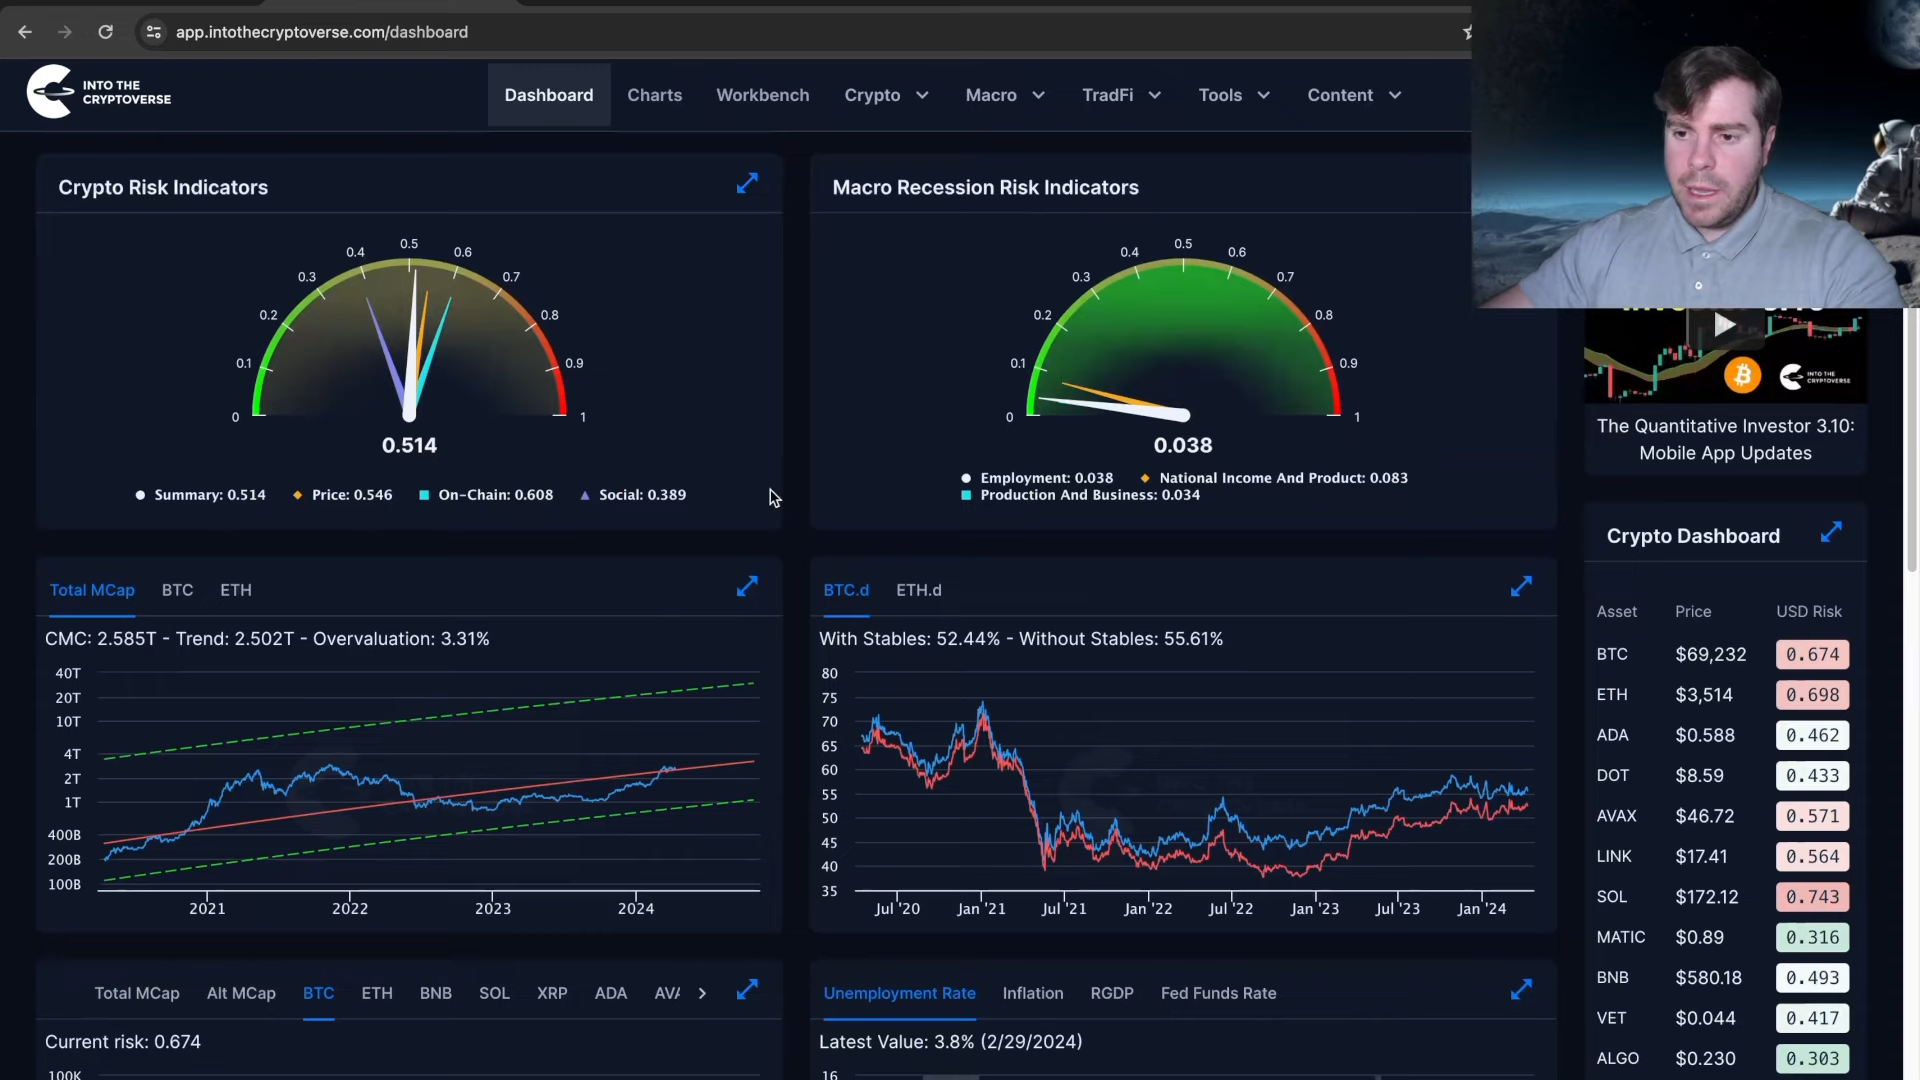 app.intothecryptoverse.com/dashboard
INTO THE
CRYPTOVERSE
Dashboard
Charts
Workbench
Crypto
Macro
TradFi
Tools
Content
Crypto Risk Indicators
0
0.1
0.2
0.3
0.4
0.5
0.6
0.7
0.8
0.9
1
0.514
Summary: 0.514
Price: 0.546
On-Chain: 0.608
Social: 0.389
Macro Recession Risk Indicators
0
0.1
0.2
0.3
0.4
0.5
0.6
0.7
0.8
0.9
1
0.038
Employment: 0.038
National Income And Product: 0.083
Production And Business: 0.034
INTO THE
CRYPTOVERSE
The Quantitative Investor 3.10:
Mobile App Updates
Total MCap
BTC
ETH
CMC: 2.585T - Trend: 2.502T - Overvaluation: 3.31%
40T
20T
10T
4T
2T
1T
400B
200B
100B
2021
2022
2023
2024
BTC.d
ETH.d
With Stables: 52.44% - Without Stables: 55.61%
80
75
70
65
60
55
50
45
40
35
Jul '20
Jan '21
Jul '21
Jan '22
Jul '22
Jan '23
Jul '23
Jan '24
Crypto Dashboard
Asset Price USD Risk
BTC $69,232 0.674
ETH $3,514 0.698
ADA $0.588 0.462
DOT $8.59 0.433
AVAX $46.72 0.571
LINK $17.41 0.564
SOL $172.12 0.743
MATIC $0.89 0.316
BNB $580.18 0.493
VET $0.044 0.417
ALGO $0.230 0.303
Total MCap
Alt MCap
BTC
ETH
BNB
SOL
XRP
ADA
Current risk: 0.674
100K
Unemployment Rate
Inflation
RGDP
Fed Funds Rate
Latest Value: 3.8% (2/29/2024)
16